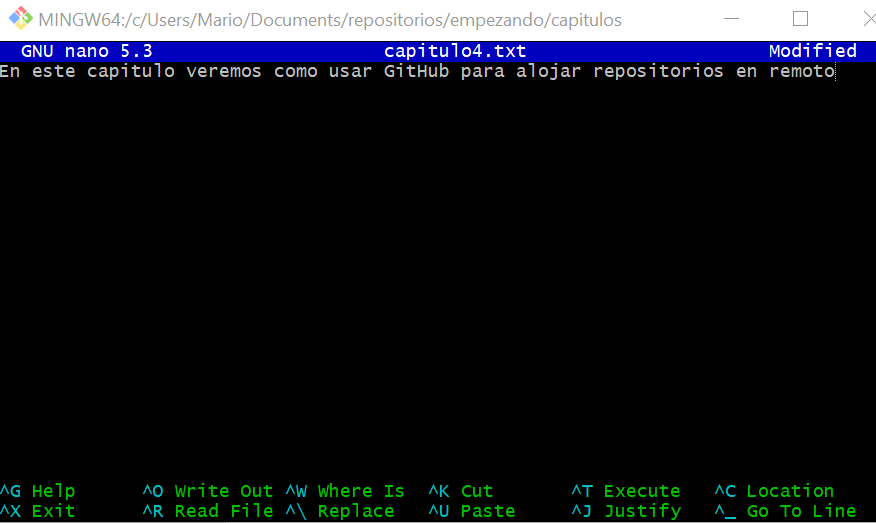 MINGW64:/c/Users/Mario/Documents/repositorios/empezando/capitulos
GNU nano 5.3 capitulo4.txt Modified
En este capitulo veremos como usar GitHub para alojar repositorios en remoto
^G Help ^O Write Out ^W Where Is ^K Cut ^T Execute ^C Location
^X Exit ^R Read File ^\ Replace ^U Paste ^J Justify ^_ Go To Line